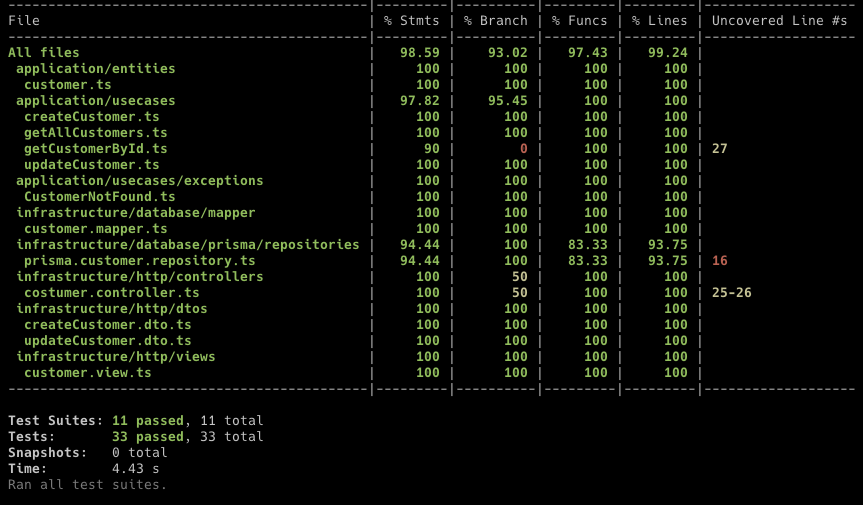 -------------------------------------------|---------|----------|---------|---------|-------------------
File                                       | % Stmts | % Branch | % Funcs | % Lines | Uncovered Line #s
-------------------------------------------|---------|----------|---------|---------|-------------------
All files                                  |   98.59 |    93.02 |   97.43 |   99.24 |
 application/entities                      |     100 |      100 |     100 |     100 |
  customer.ts                              |     100 |      100 |     100 |     100 |
 application/usecases                      |   97.82 |    95.45 |     100 |     100 |
  createCustomer.ts                        |     100 |      100 |     100 |     100 |
  getAllCustomers.ts                       |     100 |      100 |     100 |     100 |
  getCustomerById.ts                       |      90 |        0 |     100 |     100 | 27
  updateCustomer.ts                        |     100 |      100 |     100 |     100 |
 application/usecases/exceptions           |     100 |      100 |     100 |     100 |
  CustomerNotFound.ts                      |     100 |      100 |     100 |     100 |
 infrastructure/database/mapper            |     100 |      100 |     100 |     100 |
  customer.mapper.ts                       |     100 |      100 |     100 |     100 |
 infrastructure/database/prisma/repositories |   94.44 |      100 |   83.33 |   93.75 |
  prisma.customer.repository.ts            |   94.44 |      100 |   83.33 |   93.75 | 16
 infrastructure/http/controllers           |     100 |       50 |     100 |     100 |
  costumer.controller.ts                   |     100 |       50 |     100 |     100 | 25-26
 infrastructure/http/dtos                  |     100 |      100 |     100 |     100 |
  createCustomer.dto.ts                    |     100 |      100 |     100 |     100 |
  updateCustomer.dto.ts                    |     100 |      100 |     100 |     100 |
 infrastructure/http/views                 |     100 |      100 |     100 |     100 |
  customer.view.ts                         |     100 |      100 |     100 |     100 |
-------------------------------------------|---------|----------|---------|---------|-------------------
Test Suites: 11 passed, 11 total
Tests:       33 passed, 33 total
Snapshots:   0 total
Time:        4.43 s
Ran all test suites.